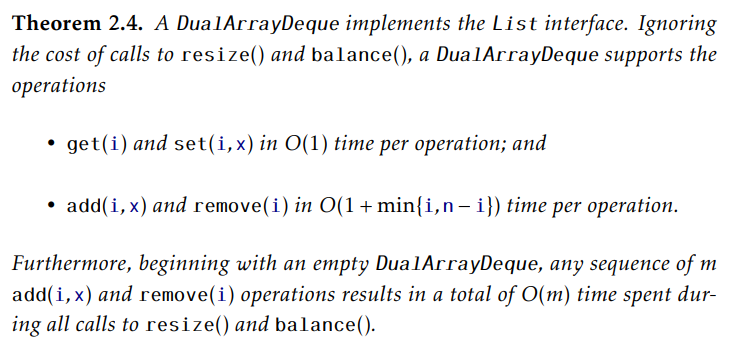 Theorem 2.4. A DualArrayDeque implements the List interface. Ignoring
the cost of calls to resize() and balance(), a DualArrayDeque supports the
operations
• get(i) and set(i,x) in O(1) time per operation; and
• add(i,x) and remove(i) in O(1 + min{i,n − i}) time per operation.
Furthermore, beginning with an empty DualArrayDeque, any sequence of m
add(i,x) and remove(i) operations results in a total of O(m) time spent dur-
ing all calls to resize() and balance().